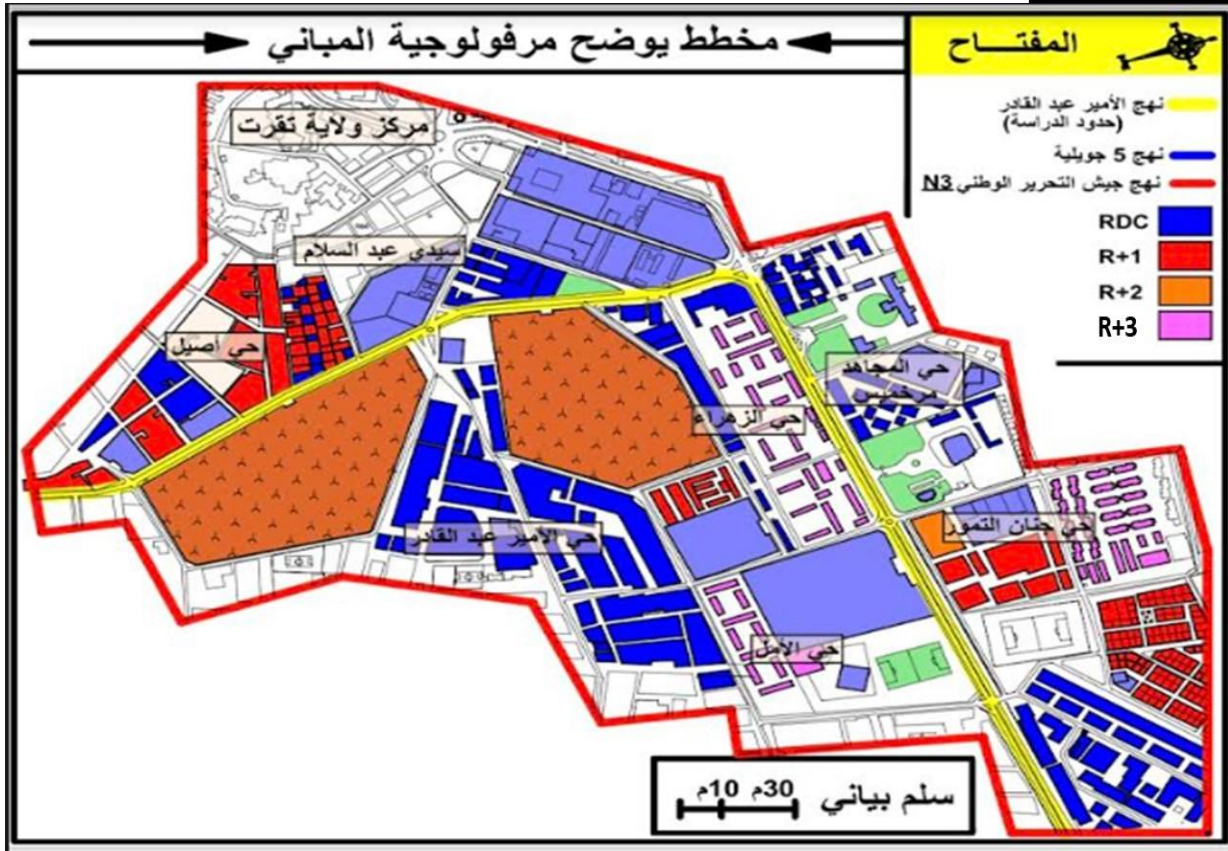 مخطط يوضح مرفولوجية المباني
المفتـــاح
نهج الأمير عبد القادر
(حدود الدراسة)
نهج 5 جويلية
نهج جيش التحرير الوطني N3
RDC
R+1
R+2
R+3
مركز ولاية تقرت
سيدي عبد السلام
حي أصيل
حي المجاهد
مرخميس
حي الزهراء
حي جنان التمور
حي الأمير عبد القادر
حي الأمل
سلم بياني
10م 30م